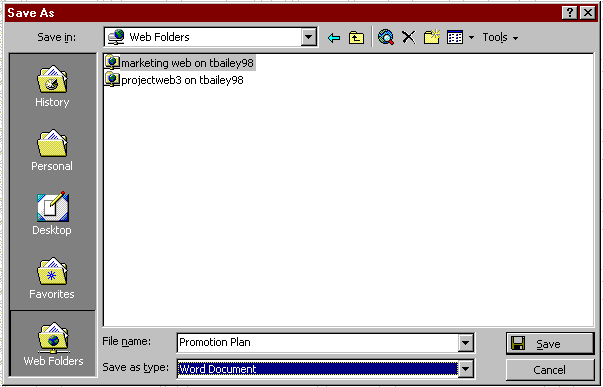 Save As
Save in: Web Folders Tools
marketing web on tbailey98
projectweb3 on tbailey98
History
Personal
Desktop
Favorites
Web Folders
File name: Promotion Plan Save
Save as type: Word Document Cancel